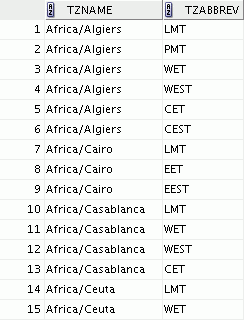 TZNAME TZABBREV
1 Africa/Algiers LMT
2 Africa/Algiers PMT
3 Africa/Algiers WET
4 Africa/Algiers WEST
5 Africa/Algiers CET
6 Africa/Algiers CEST
7 Africa/Cairo LMT
8 Africa/Cairo EET
9 Africa/Cairo EEST
10 Africa/Casablanca LMT
11 Africa/Casablanca WET
12 Africa/Casablanca WEST
13 Africa/Casablanca CET
14 Africa/Ceuta LMT
15 Africa/Ceuta WET